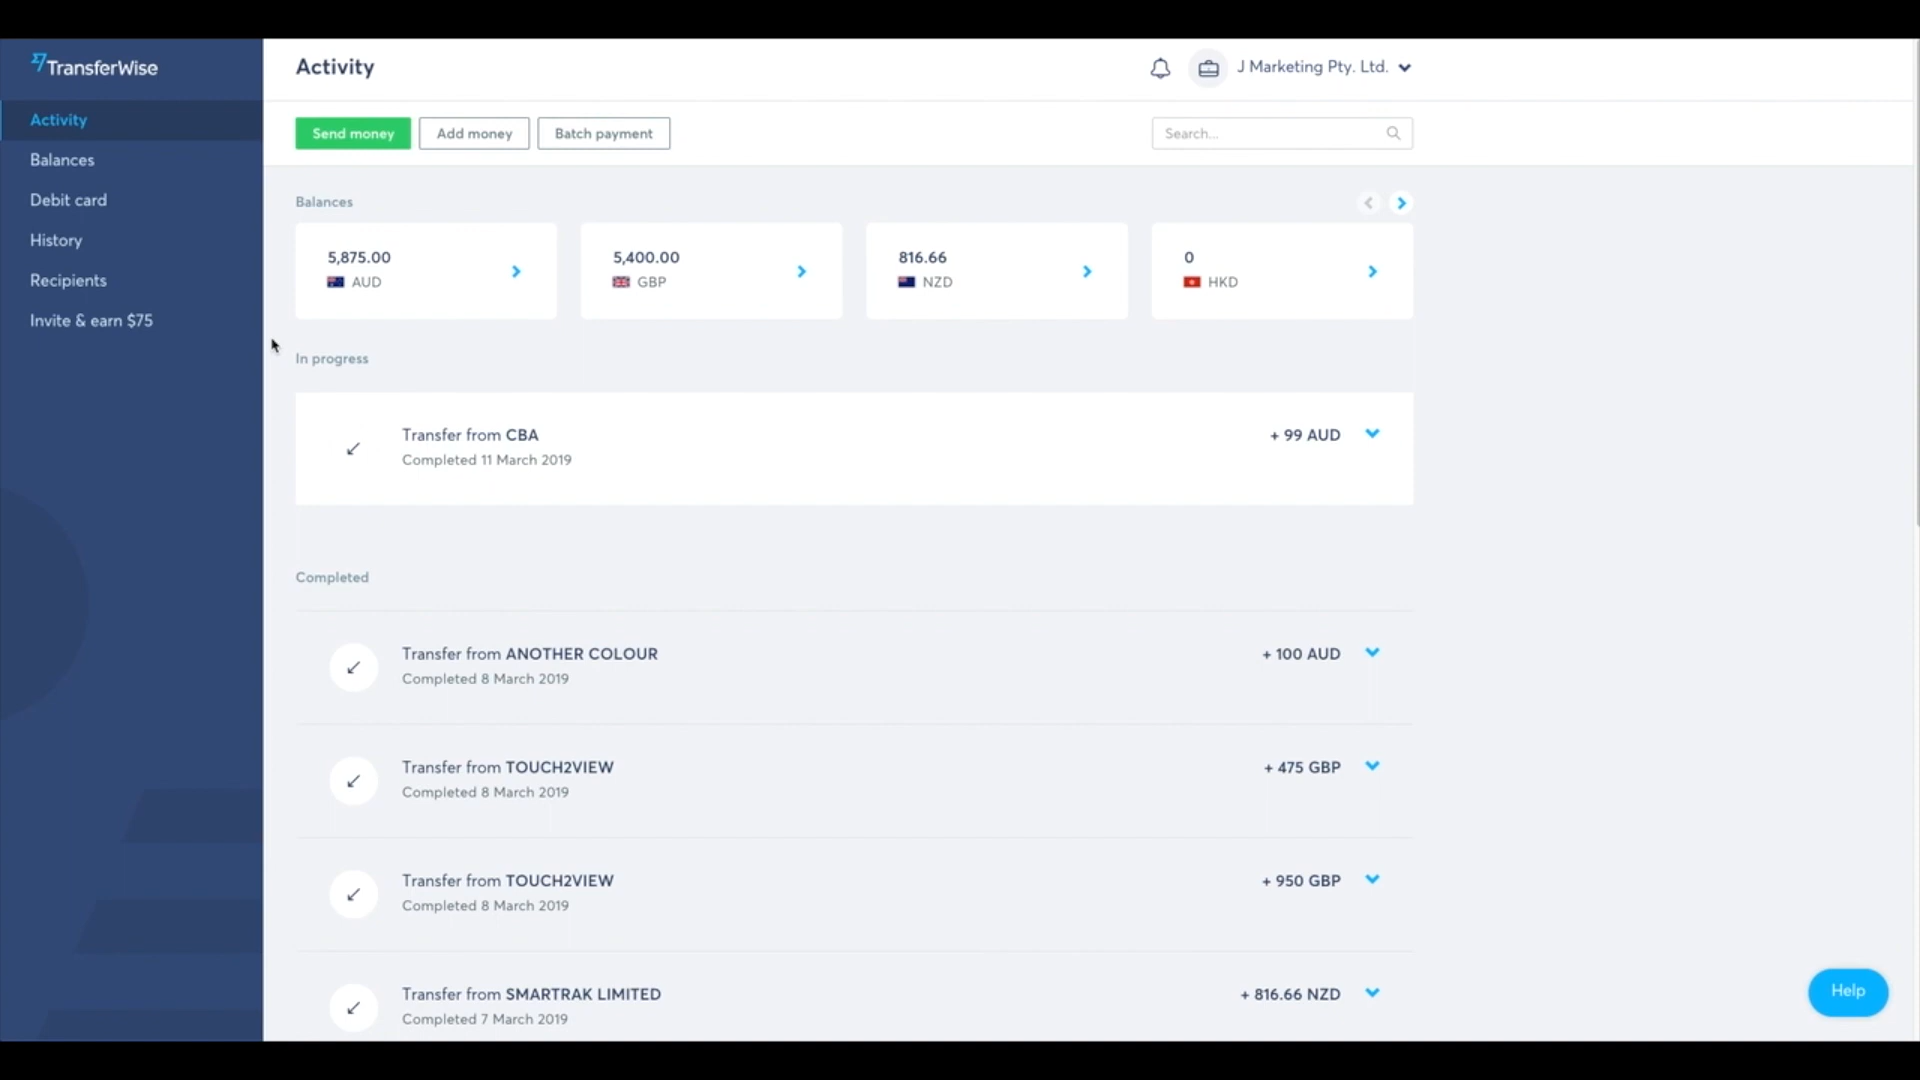 TransferWise
Activity
J Marketing Pty. Ltd.
Activity
Balances
Debit card
History
Recipients
Invite & earn $75
Send money
Add money
Batch payment
Search...
Balances
5,875.00
AUD
5,400.00
GBP
816.66
NZD
0
HKD
In progress
Transfer from CBA
+ 99 AUD
Completed 11 March 2019
Completed
Transfer from ANOTHER COLOUR
+ 100 AUD
Completed 8 March 2019
Transfer from TOUCH2VIEW
+ 475 GBP
Completed 8 March 2019
Transfer from TOUCH2VIEW
+ 950 GBP
Completed 8 March 2019
Transfer from SMARTRAK LIMITED
+ 816.66 NZD
Completed 7 March 2019
Help